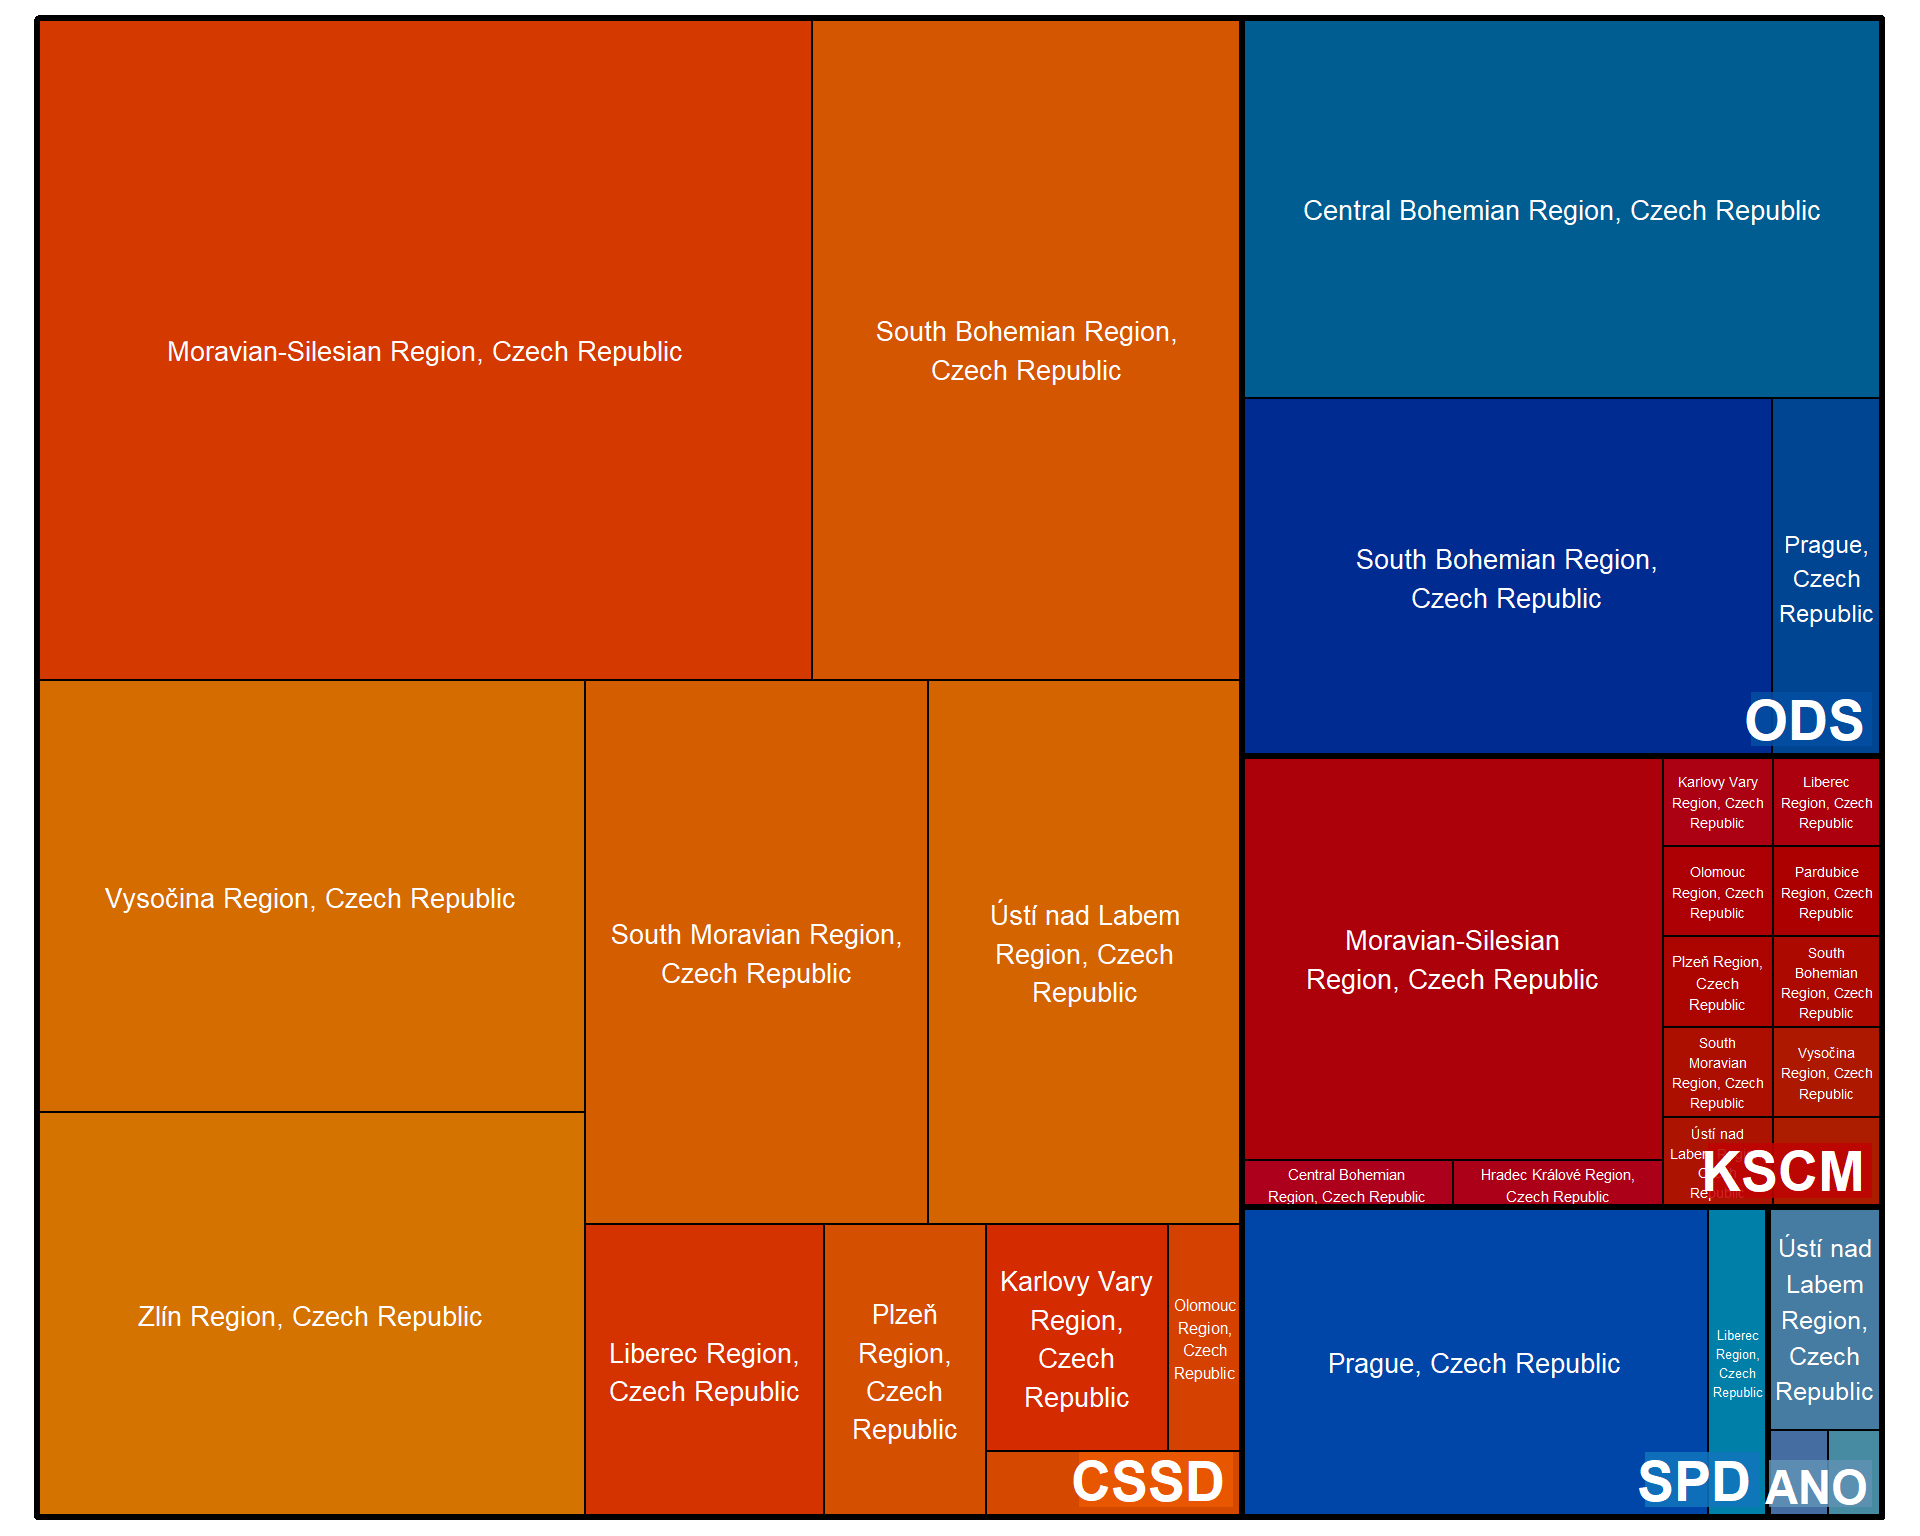 Moravian-Silesian Region, Czech Republic
South Bohemian Region,
Czech Republic
Vysočina Region, Czech Republic
Zlín Region, Czech Republic
South Moravian Region,
Czech Republic
Ústí nad Labem
Region, Czech
Republic
Liberec Region,
Czech Republic
Plzeň
Region,
Czech
Republic
Karlovy Vary
Region,
Czech
Republic
Olomouc
Region,
Czech
Republic
CSSD
Central Bohemian Region, Czech Republic
South Bohemian Region,
Czech Republic
Prague,
Czech
Republic
ODS
Moravian-Silesian
Region, Czech Republic
Central Bohemian
Region, Czech Republic
Hradec Králové Region,
Czech Republic
Karlovy Vary
Region, Czech
Republic
Liberec
Region, Czech
Republic
Olomouc
Region, Czech
Republic
Pardubice
Region, Czech
Republic
Plzeň Region,
Czech
Republic
South
Bohemian
Region, Czech
Republic
South
Moravian
Region, Czech
Republic
Vysočina
Region, Czech
Republic
Ústí nad
KSCM
Prague, Czech Republic
Liberec
Region,
Czech
Republic
SPD
Ústí nad
Labem
Region,
Czech
Republic
ANO